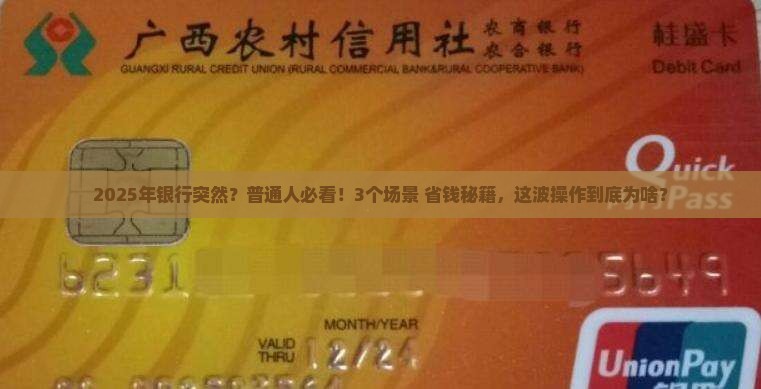 广西农村信用社 农商银行
农合银行
桂盛卡
GUANGXI RURAL CREDIT UNION (RURAL COMMERCIAL BANK&RURAL COOPERATIVE BANK)
Debit Card
Quick
2025年银行突然？普通人必看！3个场景 省钱秘籍，这波操作到底为啥？
Pass
6231 5649
MONTH/YEAR
VALID
THRU 12/24
UnionPay
银联